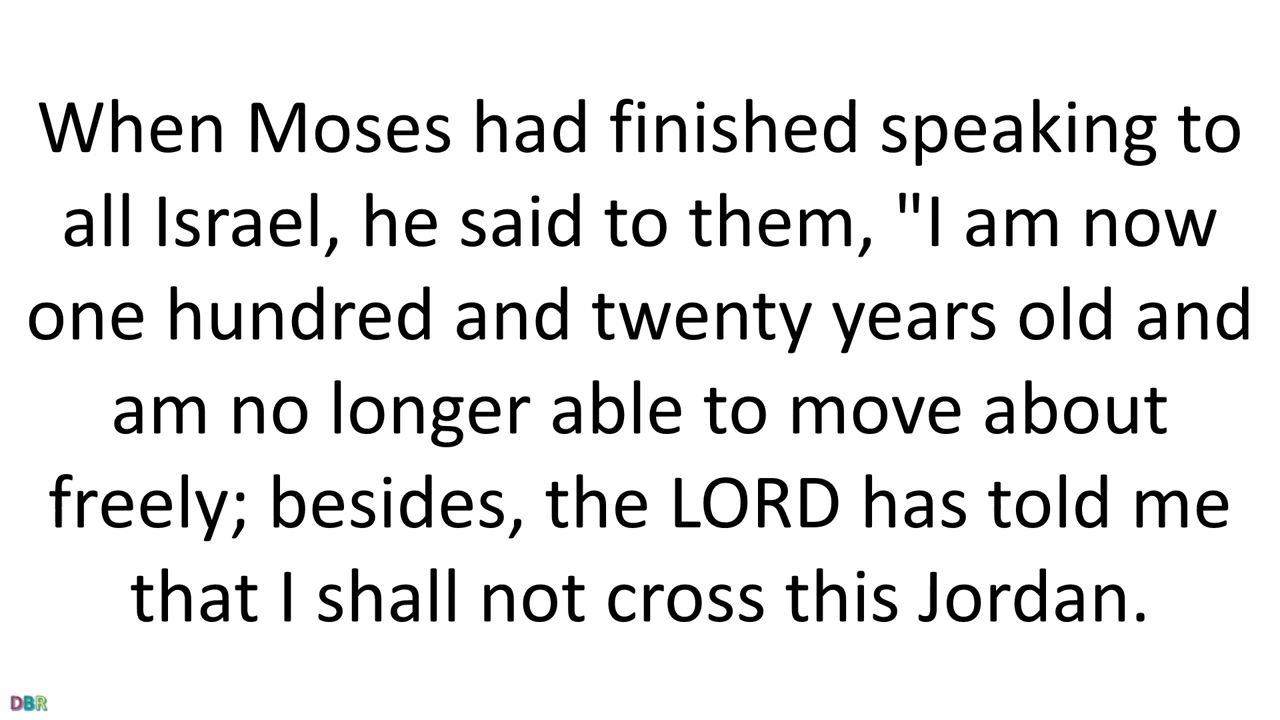 When Moses had finished speaking to
all Israel, he said to them, "I am now
one hundred and twenty years old and
am no longer able to move about
freely; besides, the LORD has told me
that I shall not cross this Jordan.
DBR